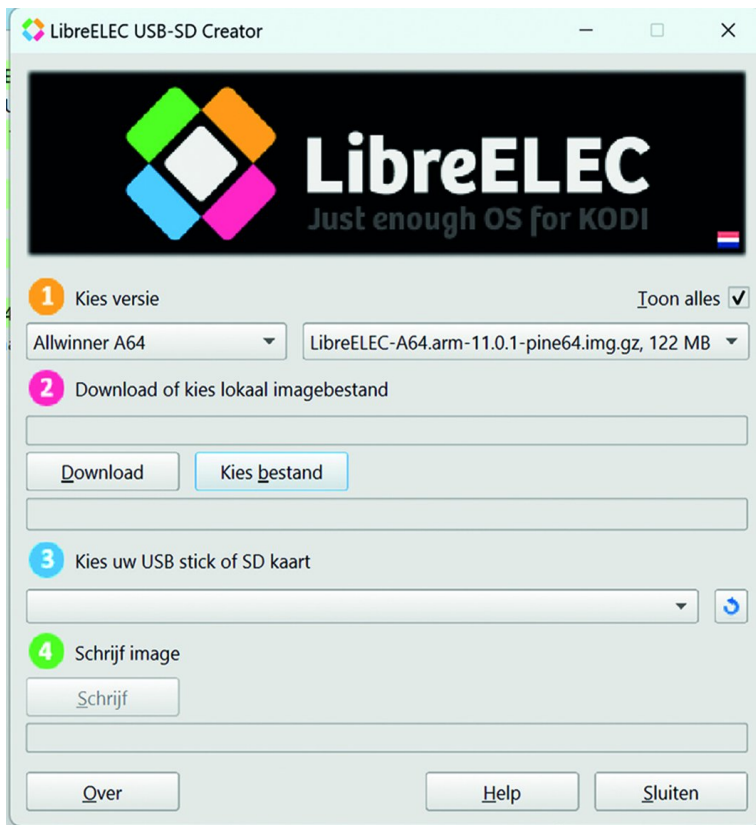 LibreELEC USB-SD Creator
LibreELEC
Just enough OS for KODI
1 Kies versie
Toon alles
Allwinner A64
LibreELEC-A64.arm-11.0.1-pine64.img.gz, 122 MB
2 Download of kies lokaal imagebestand
Download
Kies bestand
3 Kies uw USB stick of SD kaart
4 Schrijf image
Schrijf
Over
Help
Sluiten